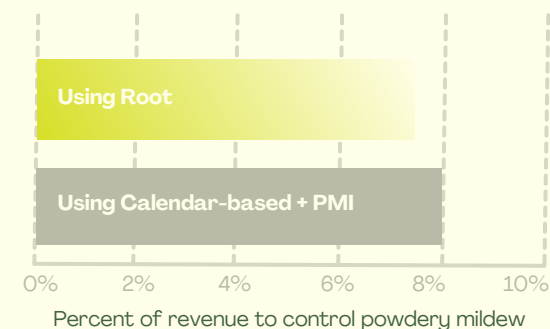 Using Root
Using Calendar-based + PMI
0% 2% 4% 6% 8% 10%
Percent of revenue to control powdery mildew